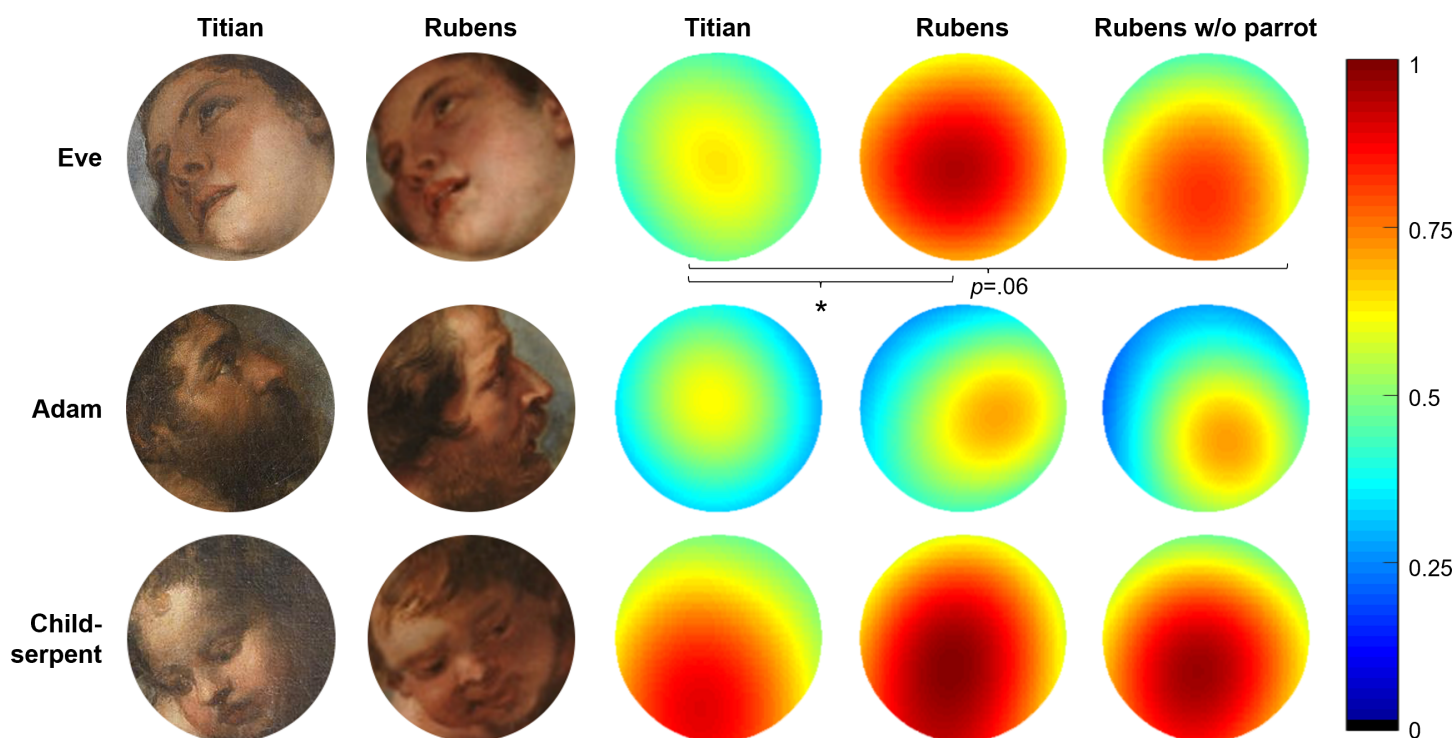 Titian Rubens Titian Rubens Rubens w/o parrot
1
Eve
0.75
p=.06
*
Adam
0.5
0.25
Child-
serpent
0